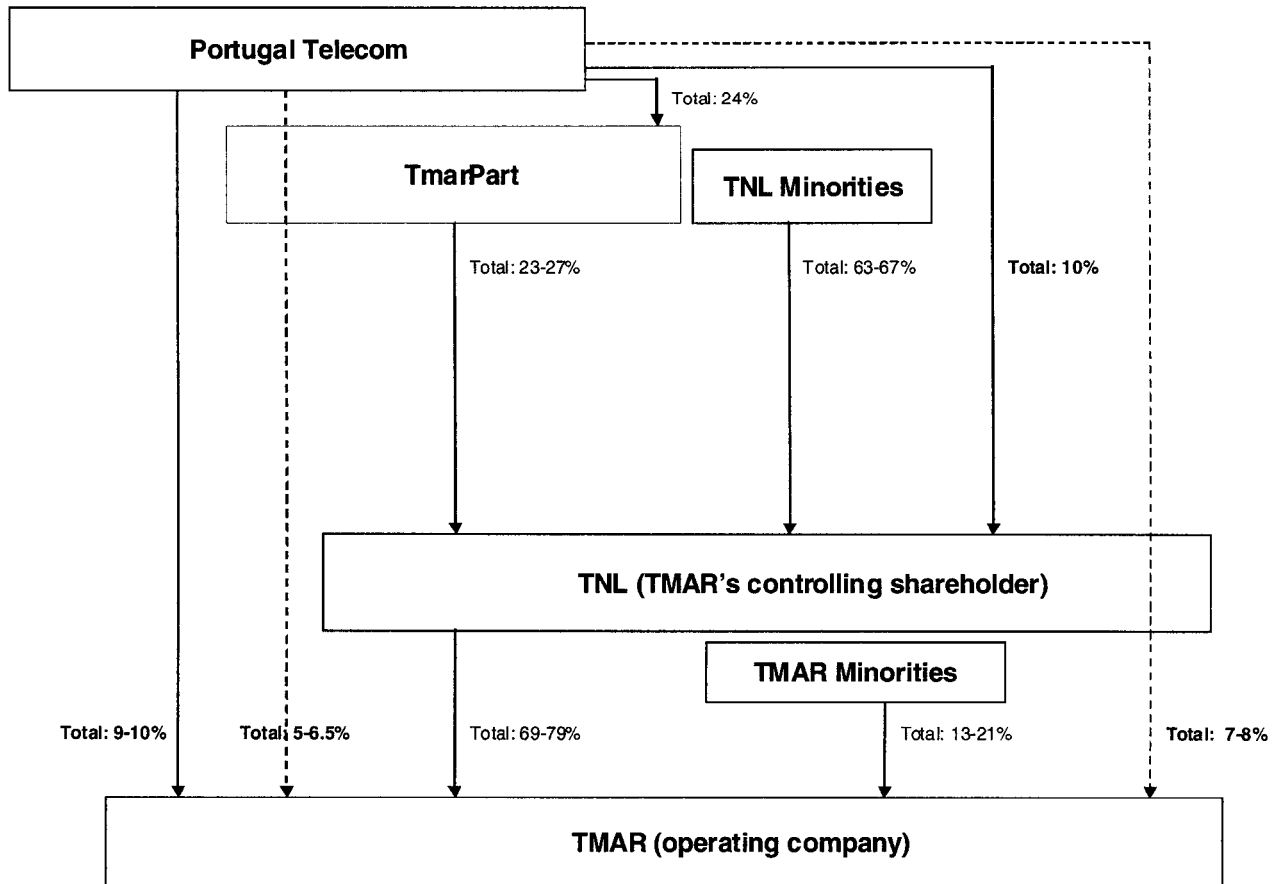 Portugal Telecom
Total: 24%
TmarPart
TNL Minorities
Total: 23-27%
Total: 63-67%
Total: 10%
TNL (TMAR's controlling shareholder)
TMAR Minorities
Total: 9-10%
Total: 5-6.5%
Total: 69-79%
Total: 13-21%
Total: 7-8%
TMAR (operating company)